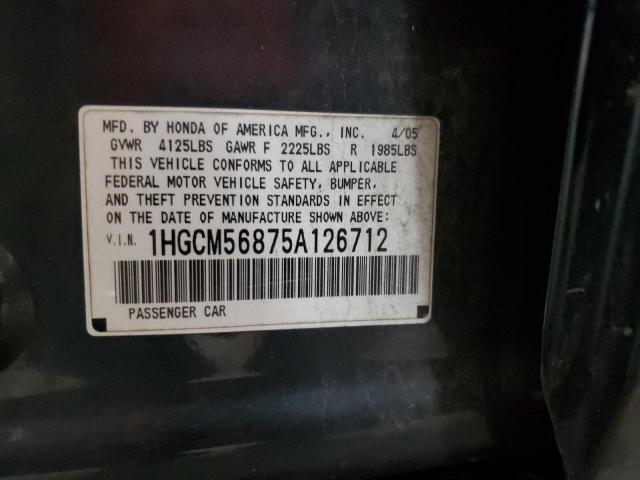 MFD. BY HONDA OF AMERICA MFG., INC. 4/05
GVWR 4125LBS GAWR F 2225LBS R 1985LBS
THIS VEHICLE CONFORMS TO ALL APPLICABLE
FEDERAL MOTOR VEHICLE SAFETY, BUMPER,
AND THEFT PREVENTION STANDARDS IN EFFECT
ON THE DATE OF MANUFACTURE SHOWN ABOVE:
V.I.N. 1HGCM56875A126712
PASSENGER CAR